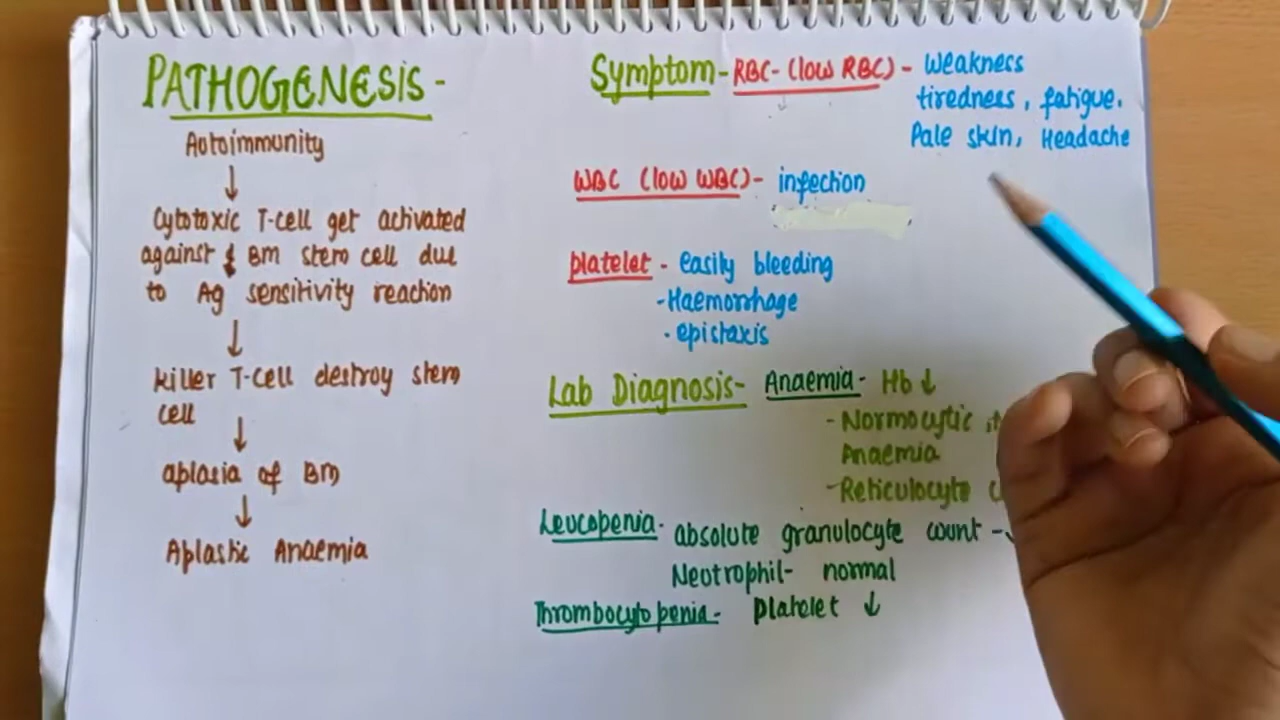 PATHOGENESIS -
Autoimmunity
↓
Cytotoxic T-cell get activated
against BM stem cell due
to Ag sensitivity reaction
↓
killer T-cell destroy stem
cell
↓
aplasia of BM
↓
Aplastic Anaemia
Symptom - RBC - (low RBC) - weakness
tiredness, fatigue.
Pale skin, Headache
WBC (low WBC) - infection
platelet - easily bleeding
- Haemorrhage
- epistaxis
Lab Diagnosis - Anaemia - Hb ↓
- Normocytic
Anaemia
- Reticulocyte
Leucopenia - absolute granulocyte count -
Neutrophil - normal
Thrombocytopenia - Platelet ↓